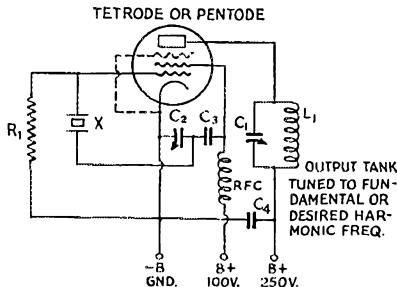 TETRODE OR PENTODE
R1
X
C2
C3
C1
L1
RFC
C4
OUTPUT TANK
TUNED TO FUN-
DAMENTAL OR
DESIRED HAR-
MONIC FREQ.
-B
GND.
B+
100V.
B+
250V.